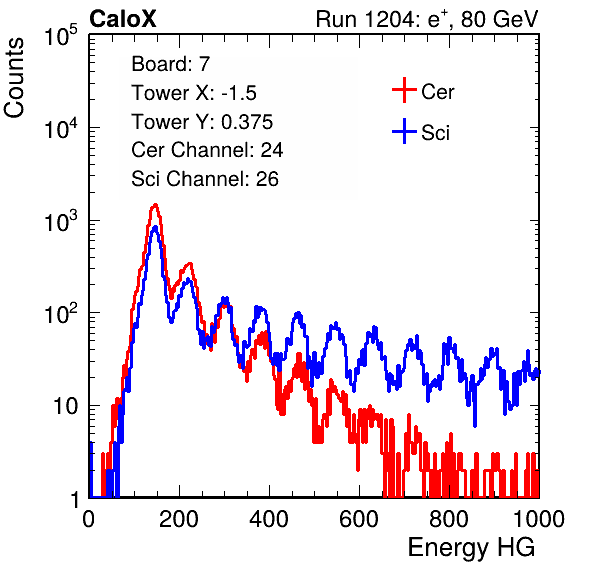 CaloX Run 1204: e⁺, 80 GeV
Counts
Board: 7
Tower X: -1.5
Tower Y: 0.375
Cer Channel: 24
Sci Channel: 26
Cer
Sci
10⁵
10⁴
10³
10²
10
1
0 200 400 600 800 1000
Energy HG